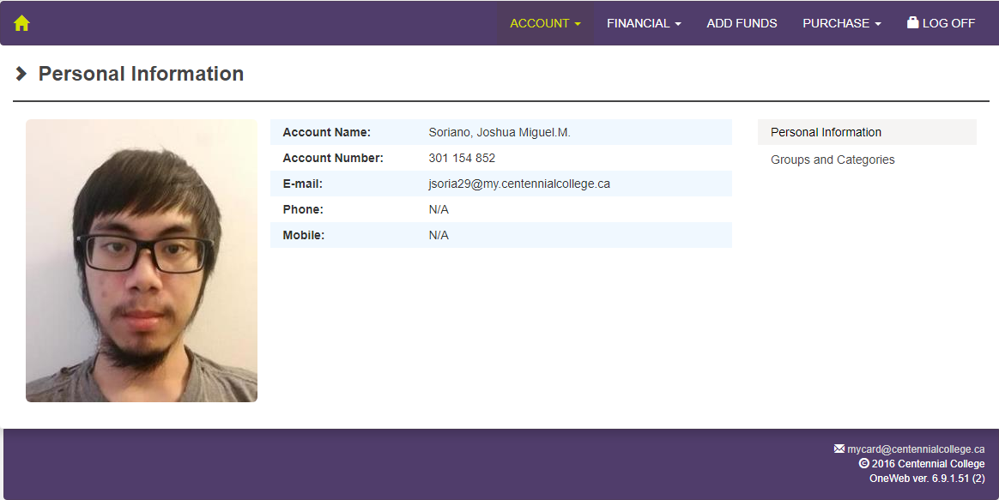 ACCOUNT FINANCIAL ADD FUNDS PURCHASE LOG OFF
Personal Information
Account Name: Soriano, Joshua Miguel.M.
Account Number: 301 154 852
E-mail: jsoria29@my.centennialcollege.ca
Phone: N/A
Mobile: N/A
Personal Information
Groups and Categories
mycard@centennialcollege.ca
© 2016 Centennial College
OneWeb ver. 6.9.1.51 (2)